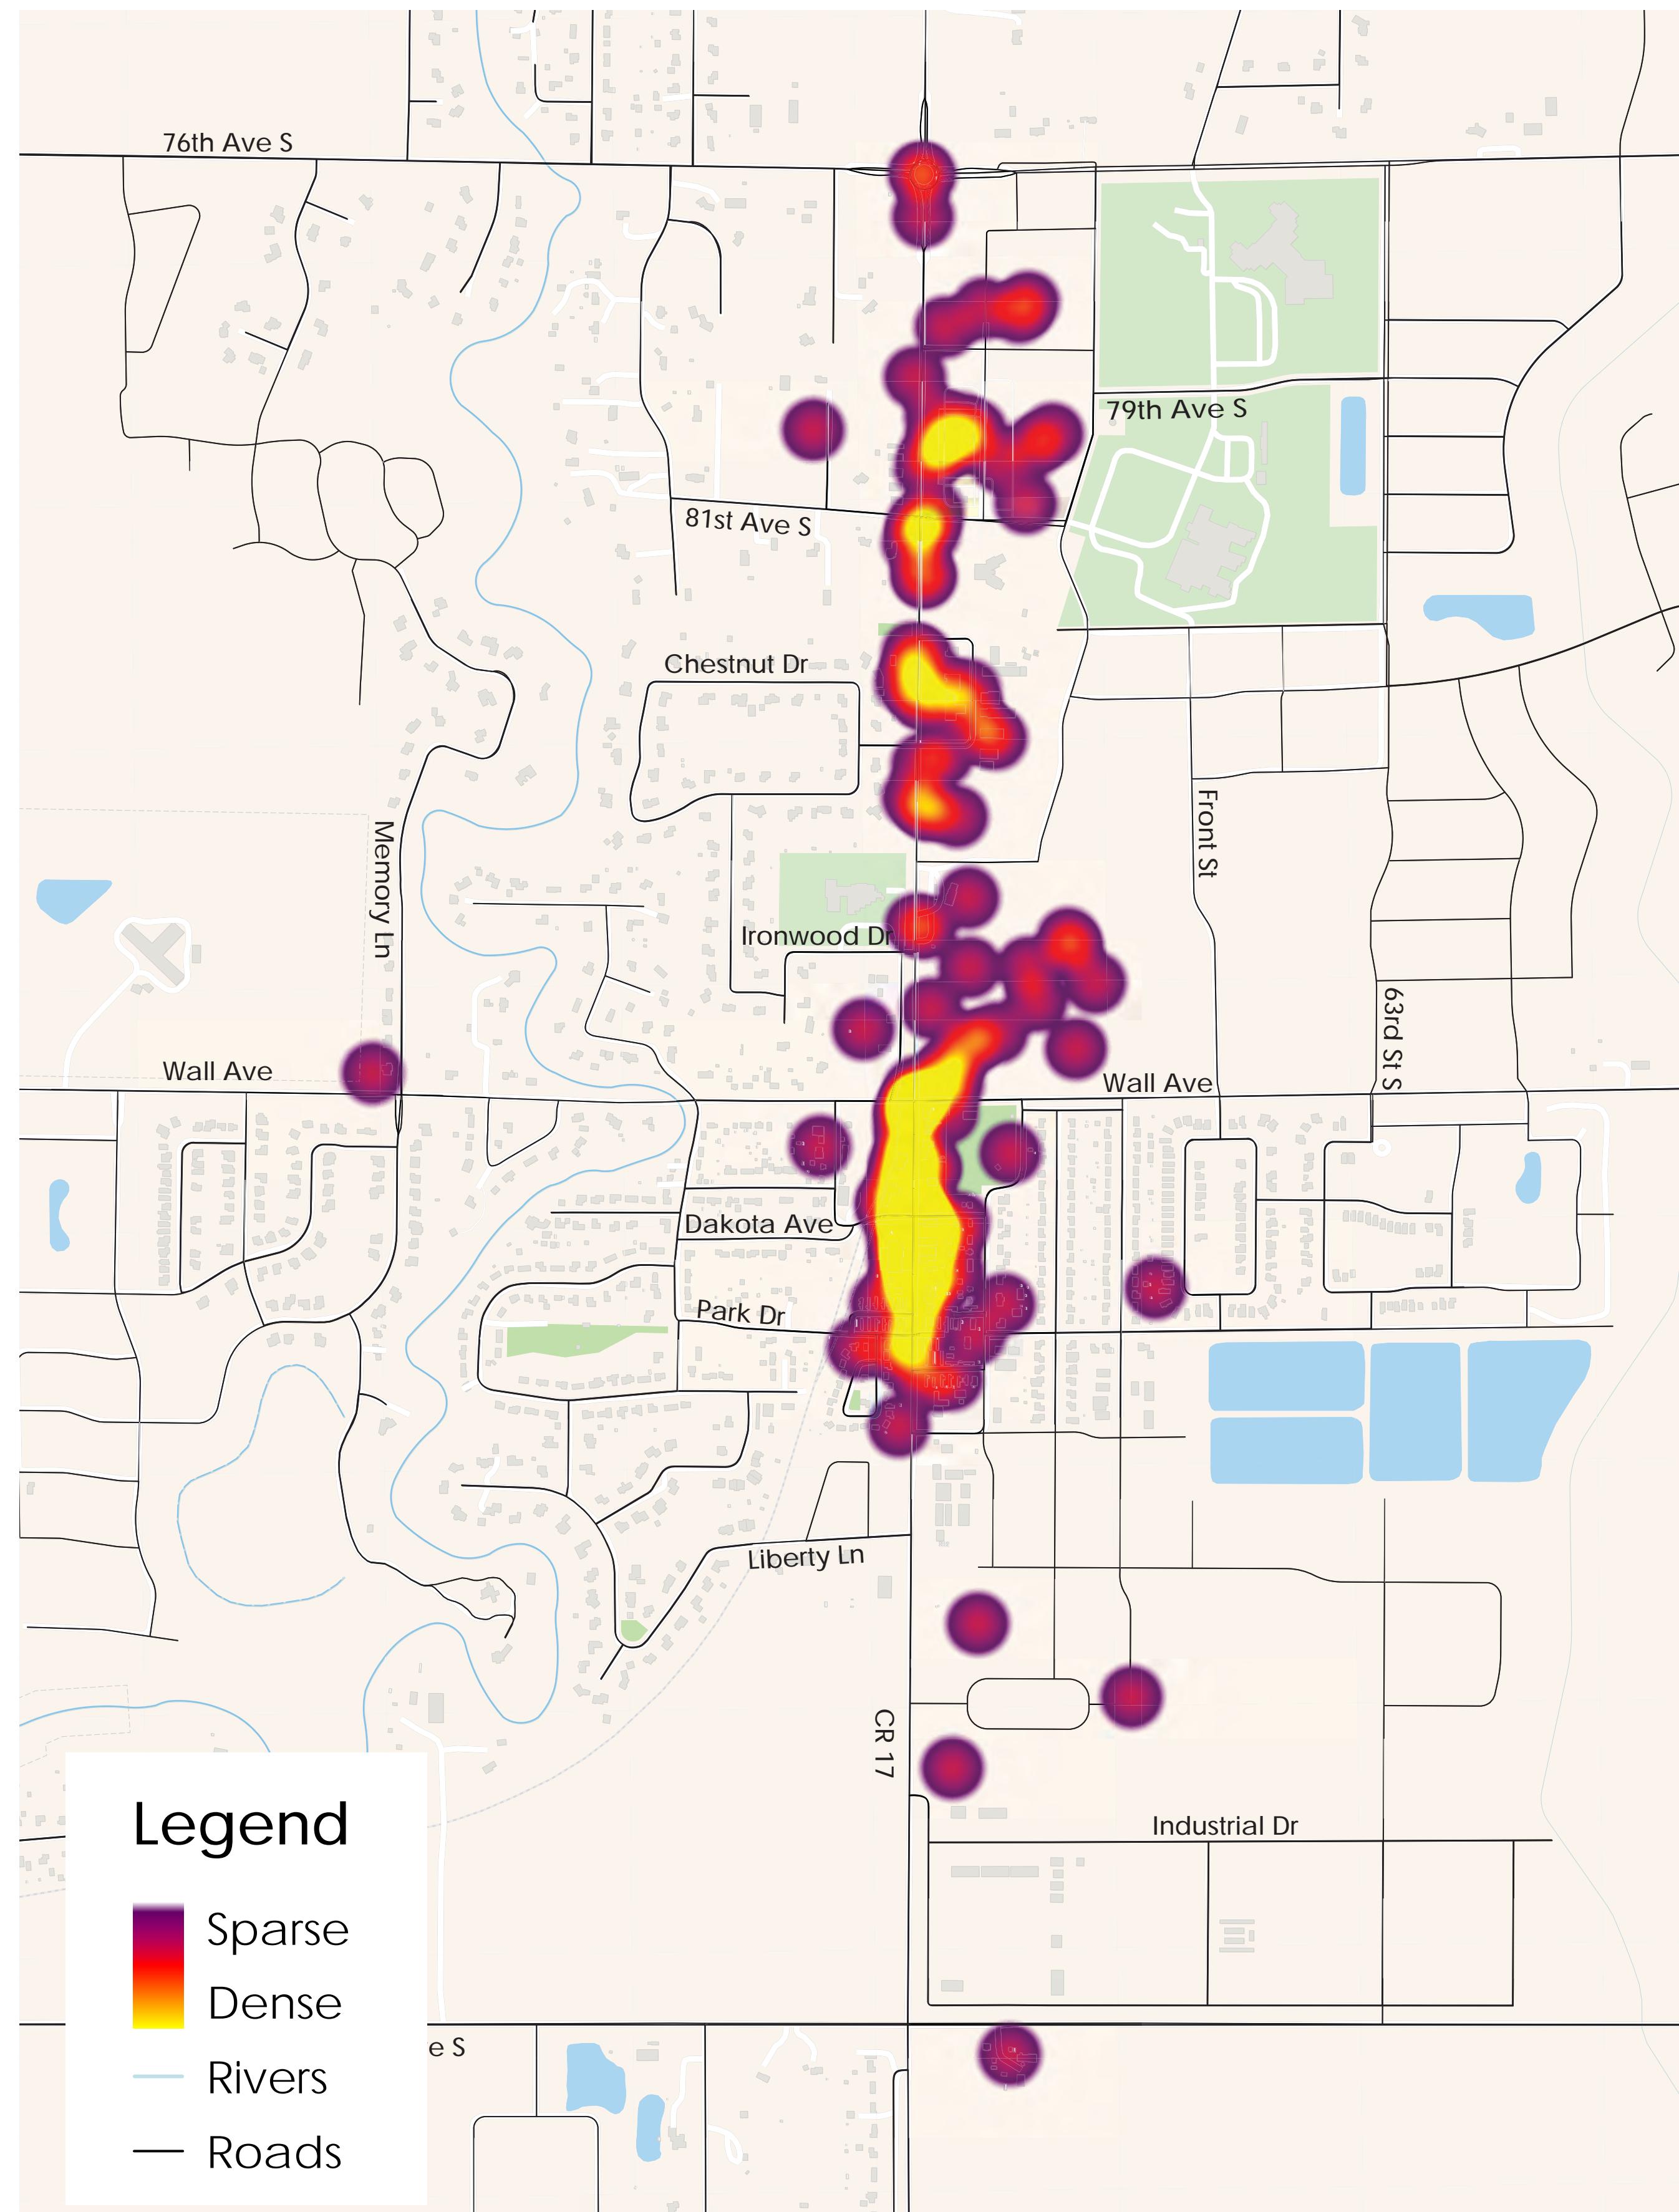 76th Ave S
79th Ave S
81st Ave S
Chestnut Dr
Front St
Memory Ln
Ironwood Dr
63rd St S
Wall Ave
Wall Ave
Dakota Ave
Park Dr
Liberty Ln
CR 17
Industrial Dr
Legend
Sparse
Dense
Rivers
Roads
e S